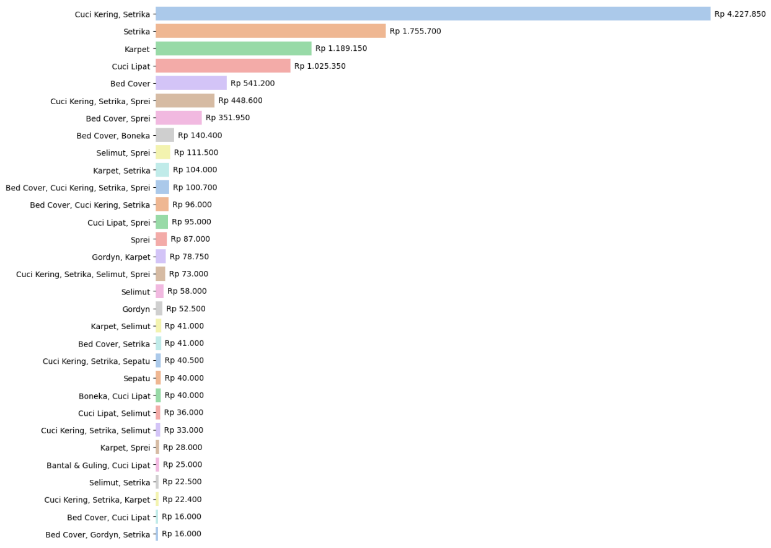 Cuci Kering, Setrika Rp 4.227.850
Setrika Rp 1.755.700
Karpet Rp 1.189.150
Cuci Lipat Rp 1.025.350
Bed Cover Rp 541.200
Cuci Kering, Setrika, Sprei Rp 448.600
Bed Cover, Sprei Rp 351.950
Bed Cover, Boneka Rp 140.400
Selimut, Sprei Rp 111.500
Karpet, Setrika Rp 104.000
Bed Cover, Cuci Kering, Setrika, Sprei Rp 100.700
Bed Cover, Cuci Kering, Setrika Rp 96.000
Cuci Lipat, Sprei Rp 95.000
Sprei Rp 87.000
Gordyn, Karpet Rp 78.750
Cuci Kering, Setrika, Selimut, Sprei Rp 73.000
Selimut Rp 58.000
Gordyn Rp 52.500
Karpet, Selimut Rp 41.000
Bed Cover, Setrika Rp 41.000
Cuci Kering, Setrika, Sepatu Rp 40.500
Sepatu Rp 40.000
Boneka, Cuci Lipat Rp 40.000
Cuci Lipat, Selimut Rp 36.000
Cuci Kering, Setrika, Selimut Rp 33.000
Karpet, Sprei Rp 28.000
Bantal & Guling, Cuci Lipat Rp 25.000
Selimut, Setrika Rp 22.500
Cuci Kering, Setrika, Karpet Rp 22.400
Bed Cover, Cuci Lipat Rp 16.000
Bed Cover, Gordyn, Setrika Rp 16.000